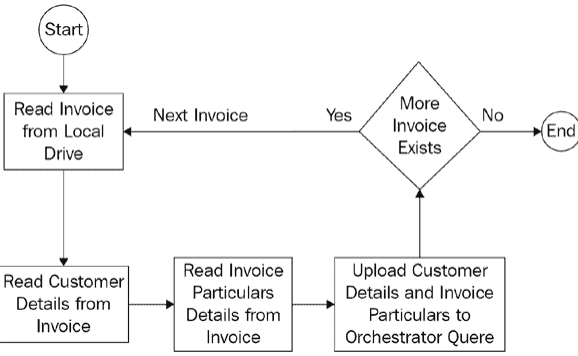 Start
Read Invoice
from Local
Drive
Next Invoice
Yes
More
Invoice
Exists
No
End
Read Customer
Details from
Invoice
Read Invoice
Particulars
Details from
Invoice
Upload Customer
Details and Invoice
Particulars to
Orchestrator Quere